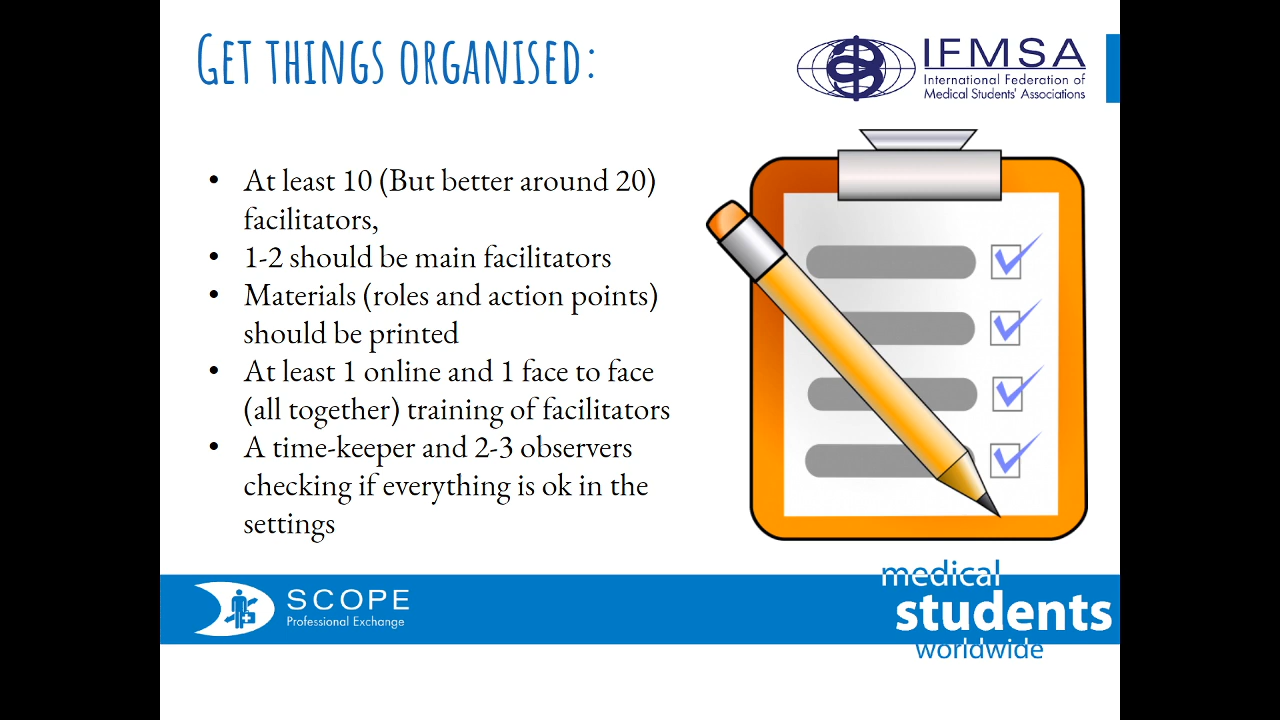 Get things organised:
IFMSA
International Federation of
Medical Students' Associations
• At least 10 (But better around 20)
facilitators,
• 1-2 should be main facilitators
• Materials (roles and action points)
should be printed
• At least 1 online and 1 face to face
(all together) training of facilitators
• A time-keeper and 2-3 observers
checking if everything is ok in the
settings
SCOPE
Professional Exchange
medical
students
worldwide